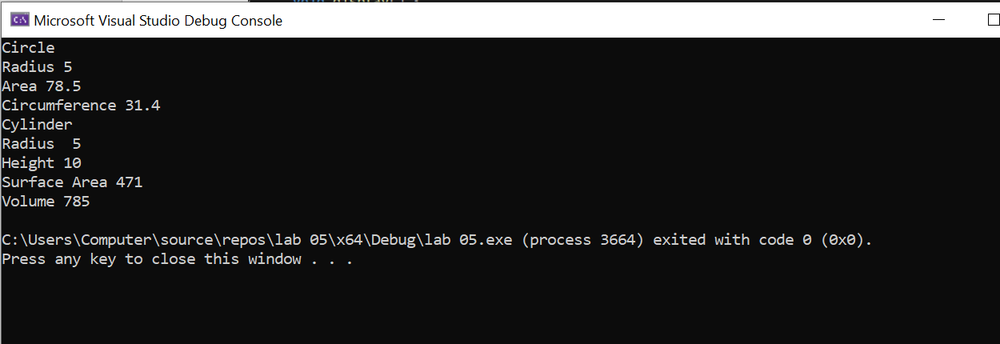 Microsoft Visual Studio Debug Console
Circle
Radius 5
Area 78.5
Circumference 31.4
Cylinder
Radius  5
Height 10
Surface Area 471
Volume 785
C:\Users\Computer\source\repos\lab 05\x64\Debug\lab 05.exe (process 3664) exited with code 0 (0x0).
Press any key to close this window . . .